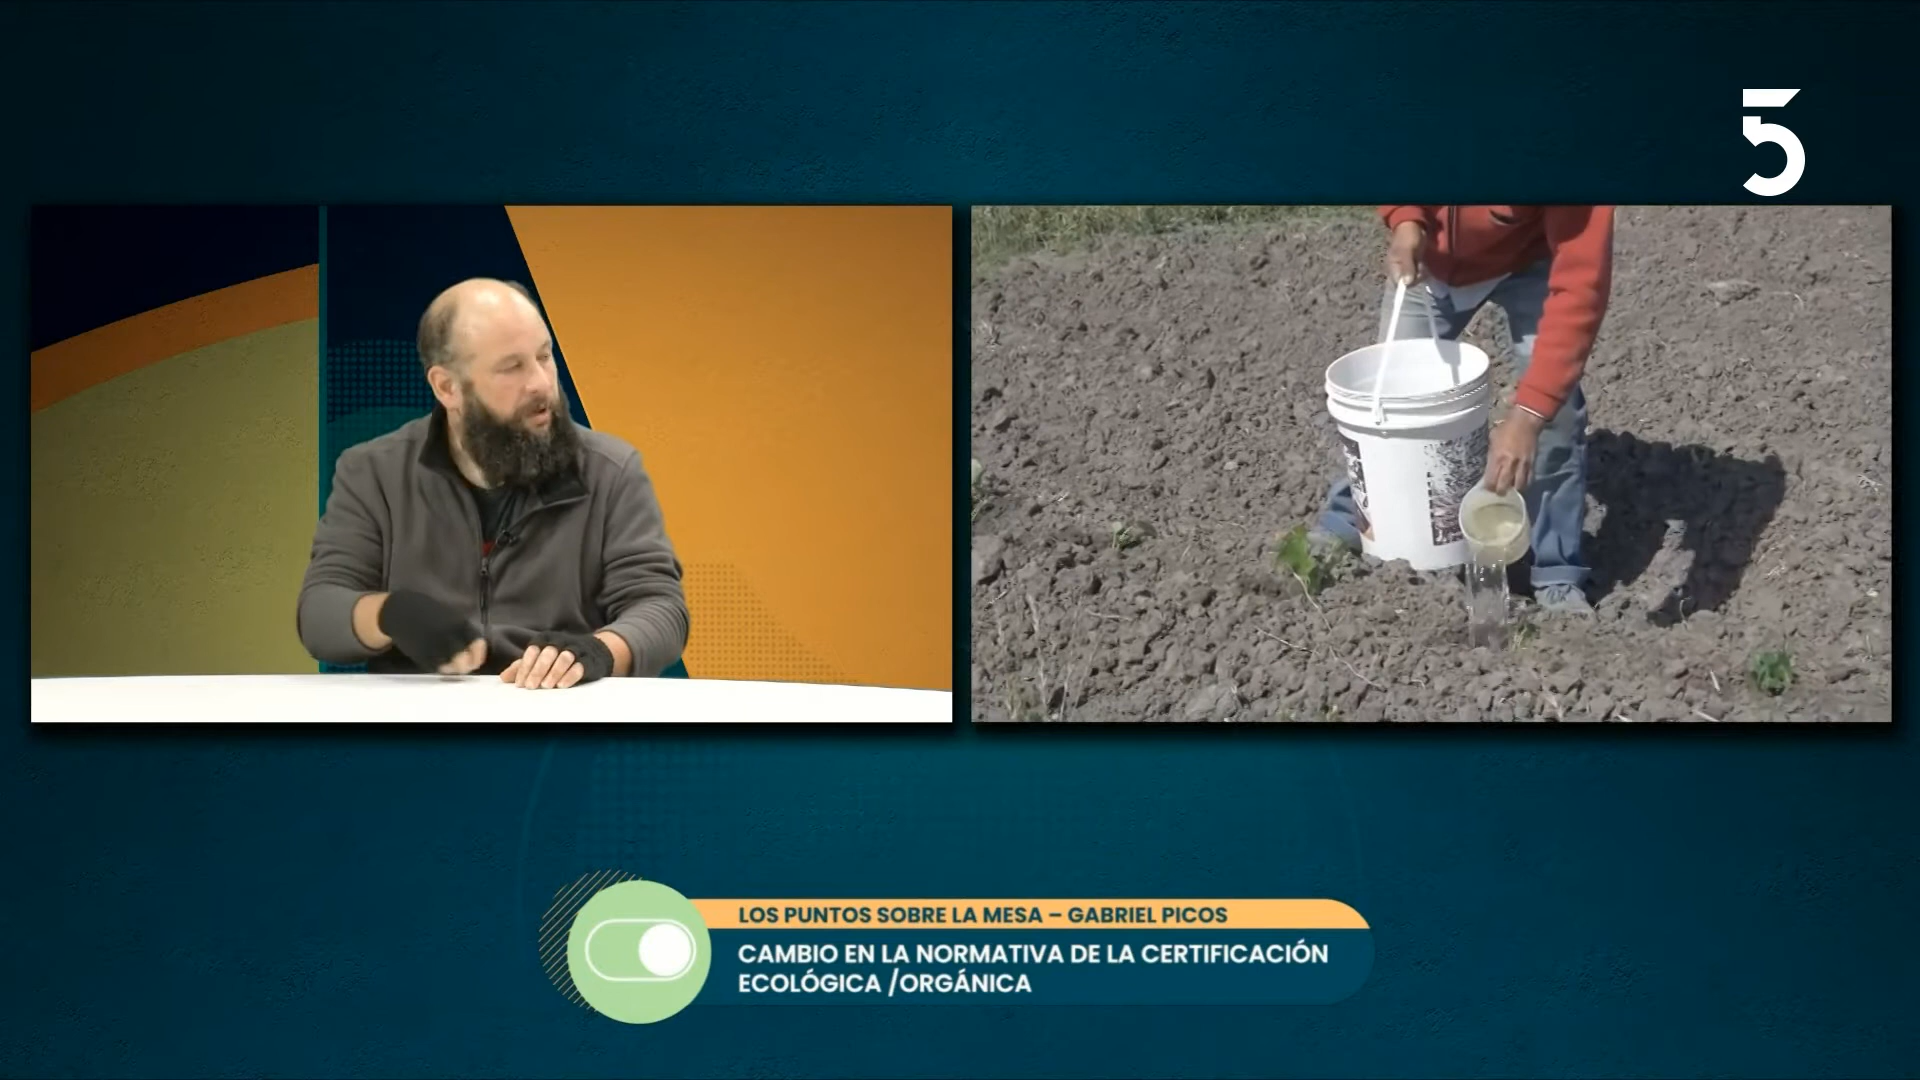 5
LOS PUNTOS SOBRE LA MESA – GABRIEL PICOS
CAMBIO EN LA NORMATIVA DE LA CERTIFICACIÓN
ECOLÓGICA /ORGÁNICA